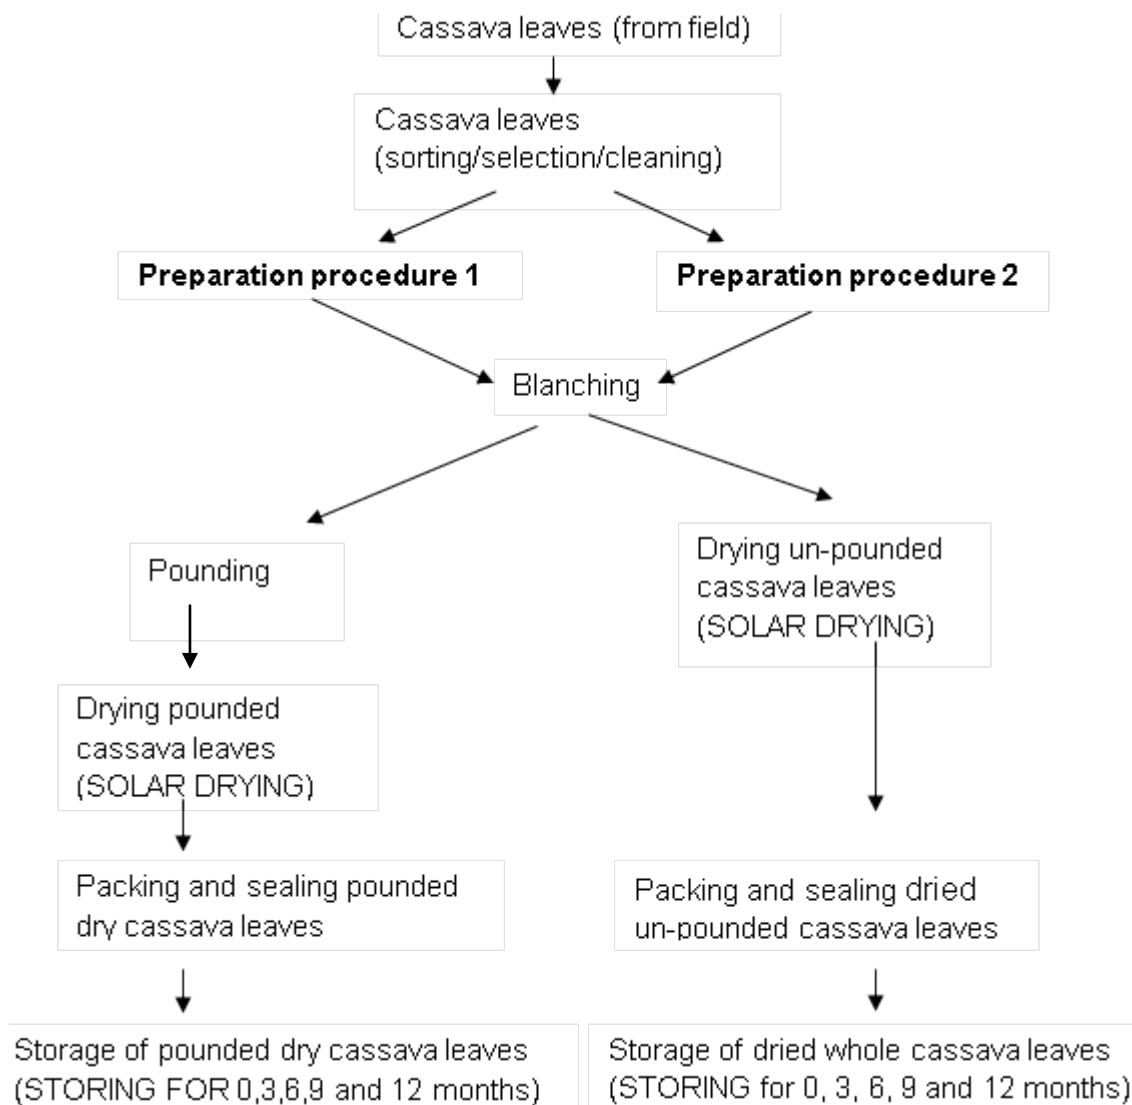 Cassava leaves (from field)
Cassava leaves
(sorting/selection/cleaning)
Preparation procedure 1
Preparation procedure 2
Blanching
Pounding
Drying un-pounded
cassava leaves
(SOLAR DRYING)
Drying pounded
cassava leaves
(SOLAR DRYING)
Packing and sealing pounded
dry cassava leaves
Packing and sealing dried
un-pounded cassava leaves
Storage of pounded dry cassava leaves
(STORING FOR 0,3,6,9 and 12 months)
Storage of dried whole cassava leaves
(STORING for 0, 3, 6, 9 and 12 months)